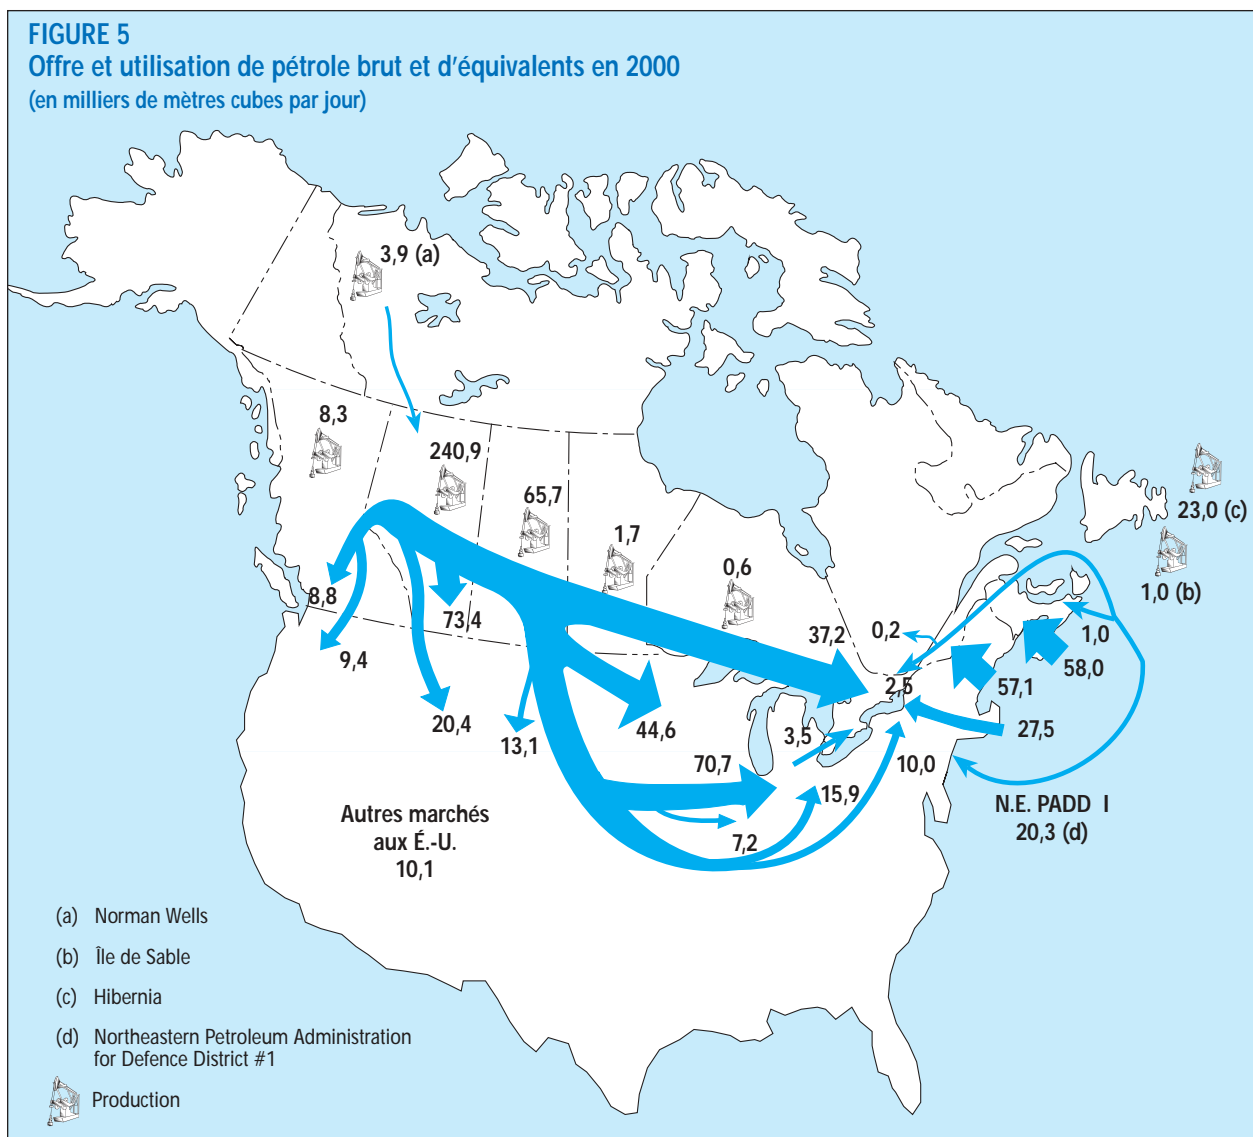 FIGURE 5
Offre et utilisation de pétrole brut et d'équivalents en 2000
(en milliers de mètres cubes par jour)
3,9 (a)
8,3
240,9
65,7
1,7
0,6
23,0 (c)
1,0 (b)
8,8
73,4
37,2
0,2
1,0
9,4
2,5
57,1
58,0
20,4
13,1
44,6
3,5
27,5
70,7
15,9
10,0
7,2
N.E. PADD I
20,3 (d)
Autres marchés
aux É.-U.
10,1
(a) Norman Wells
(b) Île de Sable
(c) Hibernia
(d) Northeastern Petroleum Administration
for Defence District #1
Production